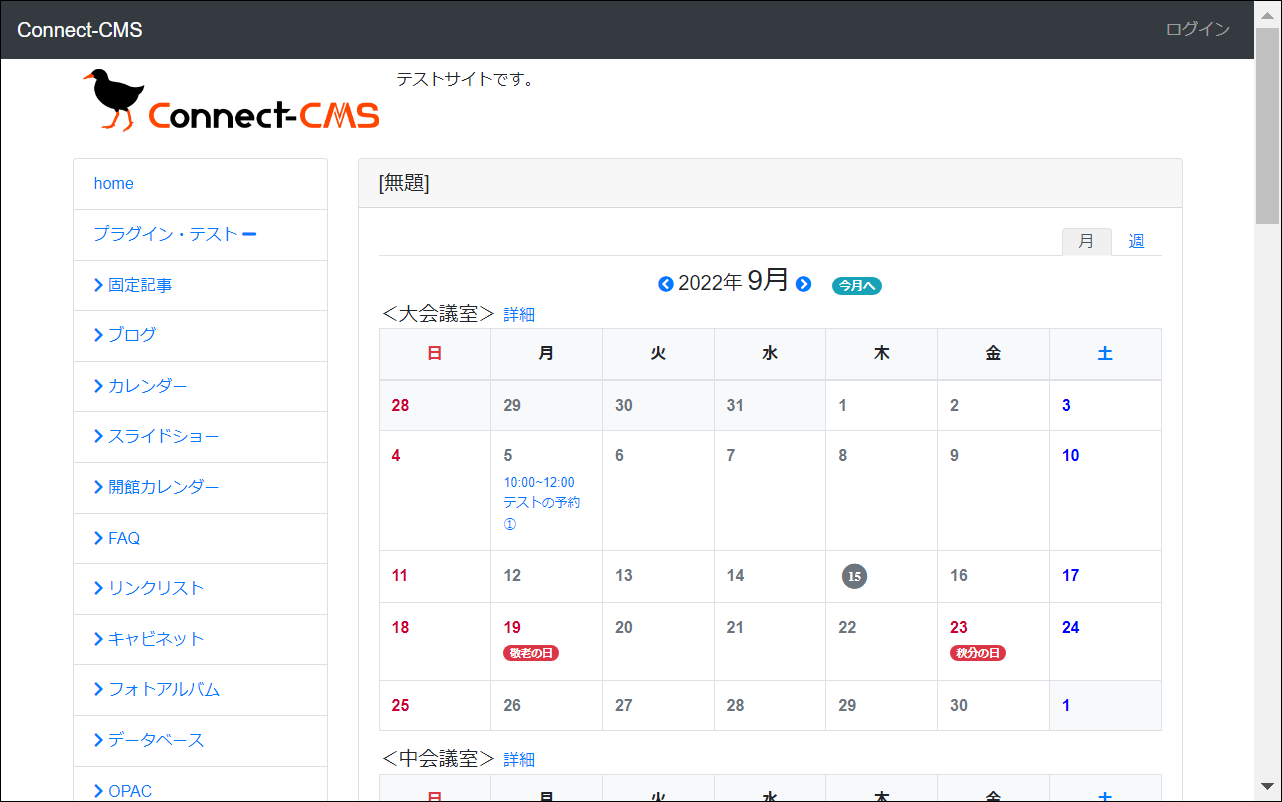 Connect-CMS
ログイン
Connect-CMS
テストサイトです。
home
プラグイン・テスト
固定記事
ブログ
カレンダー
スライドショー
開館カレンダー
FAQ
リンクリスト
キャビネット
フォトアルバム
データベース
OPAC
[無題]
月 週
2022年 9月 今月へ
＜大会議室＞ 詳細
日 月 火 水 木 金 土
28 29 30 31 1 2 3
4 5 6 7 8 9 10
10:00~12:00
テストの予約
①
11 12 13 14 15 16 17
18 19 20 21 22 23 24
敬老の日 秋分の日
25 26 27 28 29 30 1
＜中会議室＞ 詳細
日 月 火 水 木 金 土